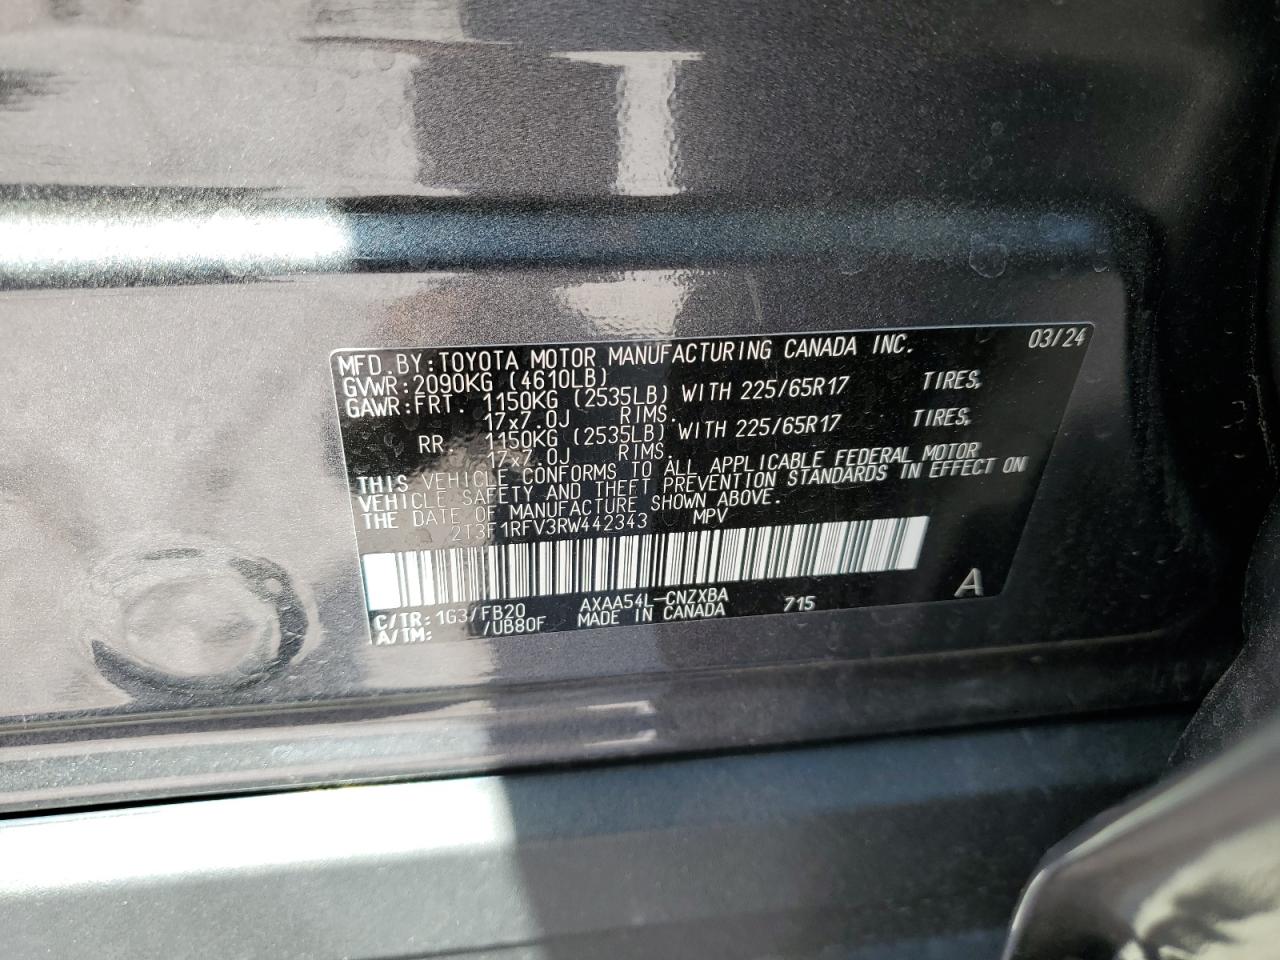 MFD. BY: TOYOTA MOTOR MANUFACTURING CANADA INC. 03/24
GVWR: 2090KG (4610LB)
GAWR: FRT. 1150KG (2535LB) WITH 225/65R17 TIRES,
17x7.0J RIMS.
RR. 1150KG (2535LB) WITH 225/65R17 TIRES,
17x7.0J RIMS.
THIS VEHICLE CONFORMS TO ALL APPLICABLE FEDERAL MOTOR
VEHICLE SAFETY AND THEFT PREVENTION STANDARDS IN EFFECT ON
THE DATE OF MANUFACTURE SHOWN ABOVE.
2T3F1RFV3RW442343 MPV
C/TR: 1G3/FB20 AXAA54L-CNZXBA 715 A
A/TM: /UB80F MADE IN CANADA